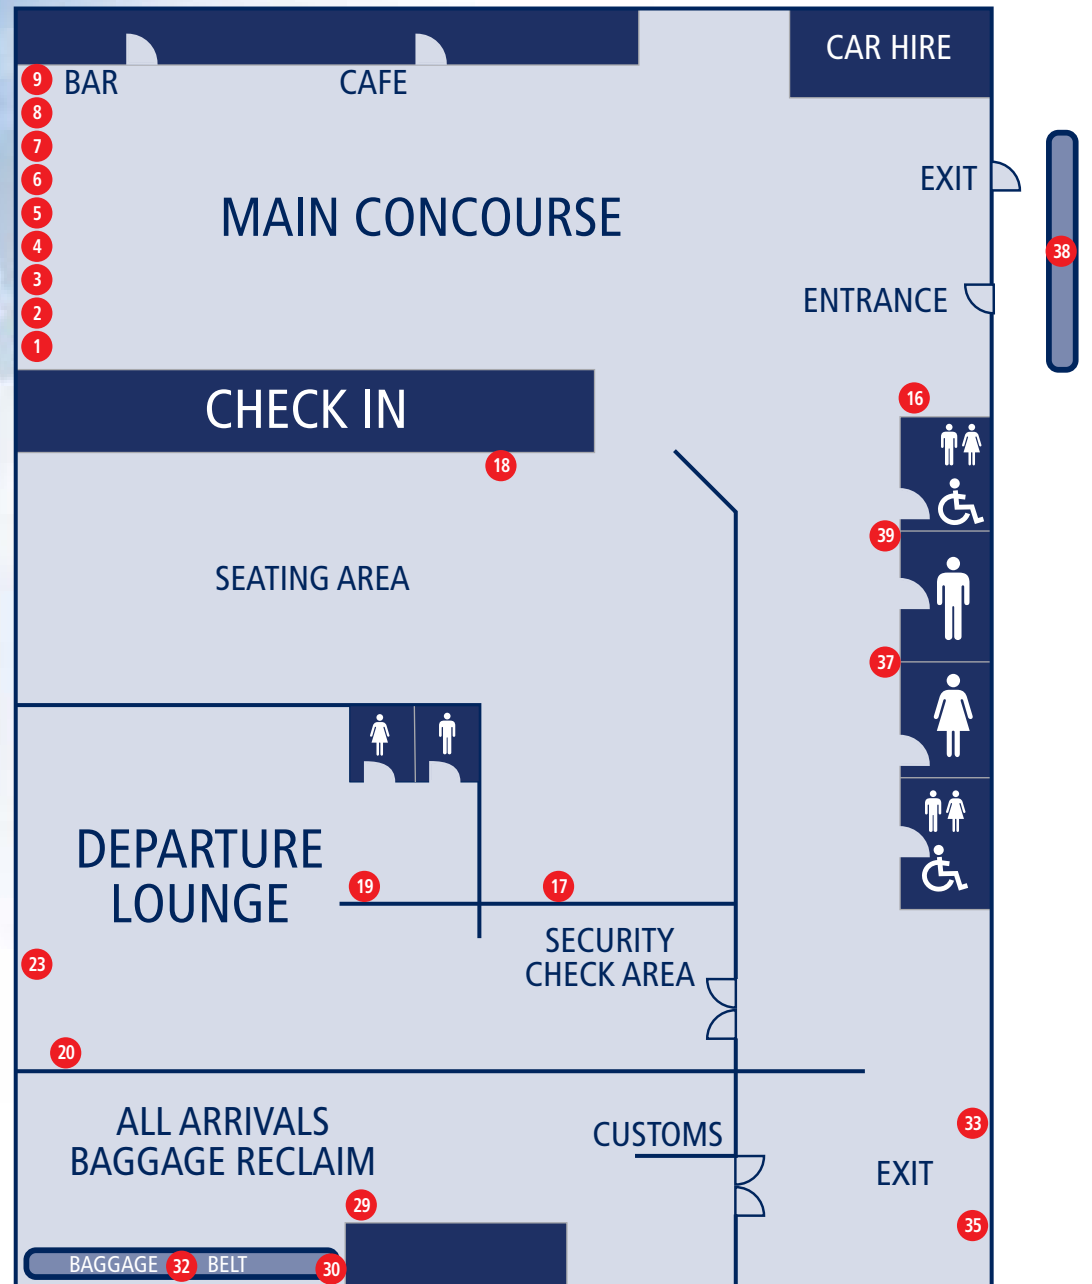 CAR HIRE
9 BAR CAFE
8
7
6
EXIT
5
MAIN CONCOURSE
4
38
3
ENTRANCE
2
1
CHECK IN
16
18
39
SEATING AREA
37
DEPARTURE
LOUNGE
19
17
SECURITY
CHECK AREA
23
20
ALL ARRIVALS
BAGGAGE RECLAIM
CUSTOMS
33
EXIT
29
35
BAGGAGE 32 BELT
30